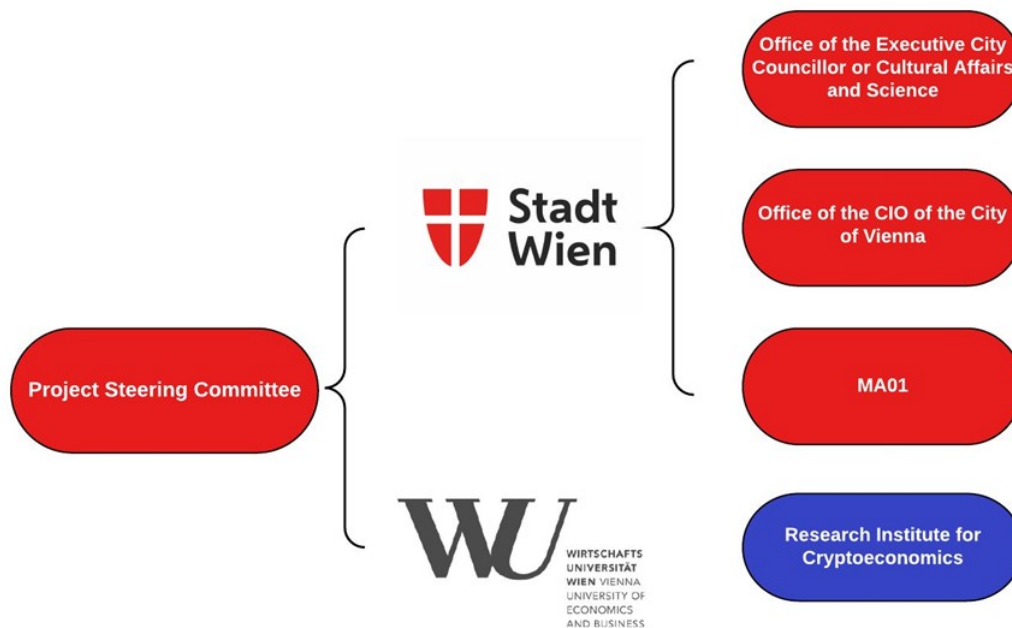 Office of the Executive City
Councillor or Cultural Affairs
and Science
Stadt
Wien
Office of the CIO of the City
of Vienna
Project Steering Committee
MA01
WU
WIRTSCHAFTS
UNIVERSITÄT
WIEN VIENNA
UNIVERSITY OF
ECONOMICS
AND BUSINESS
Research Institute for
Cryptoeconomics